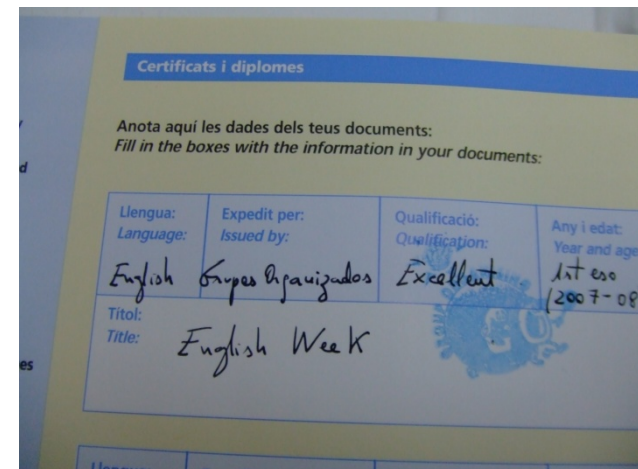 Certificats i diplomes
Anota aquí les dades dels teus documents:
Fill in the boxes with the information in your documents:
Llengua:
Language:
English
Expedit per:
Issued by:
Grupos Organizados
Qualificació:
Qualification:
Excellent
Any i edat:
Year and age
1st eso
(2007-08
Títol:
Title:
English Week
d
es